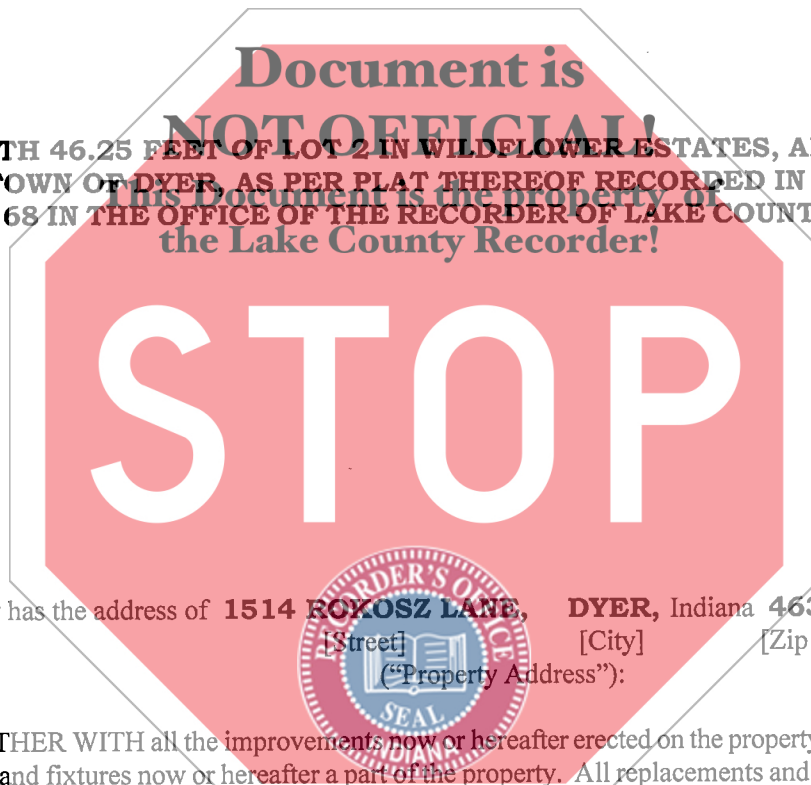 Document is
NOT OFFICIAL!
TH 46.25 FEET OF LOT 2 IN WILDFLOWER ESTATES,
TOWN OF DYER, AS PER PLAT THEREOF RECORDED IN
This Document is the property of
68 IN THE OFFICE OF THE RECORDER OF LAKE
the Lake County Recorder!
STOP
has the address of 1514 ROKOSZ LANE, DYER, Indiana
[Street] [City] [Zip
("Property Address"):
RECORDER'S OFFICE
SEAL
INDIANA
THER WITH all the improvements now or hereafter erected on the property
and fixtures now or hereafter a part of the property. All replacements and